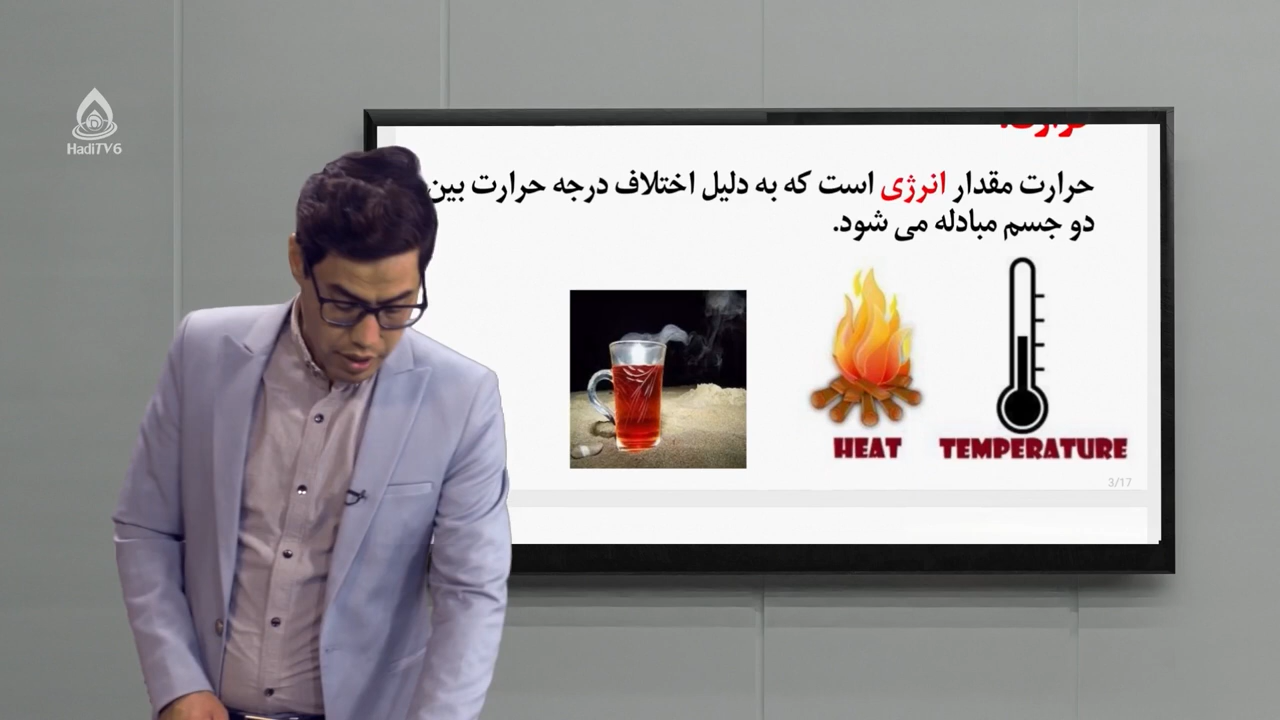 HadiTV6
حرارت:
حرارت مقدار انرژی است که به دلیل اختلاف درجه حرارت بین
دو جسم مبادله می شود.
HEAT
TEMPERATURE
3/17